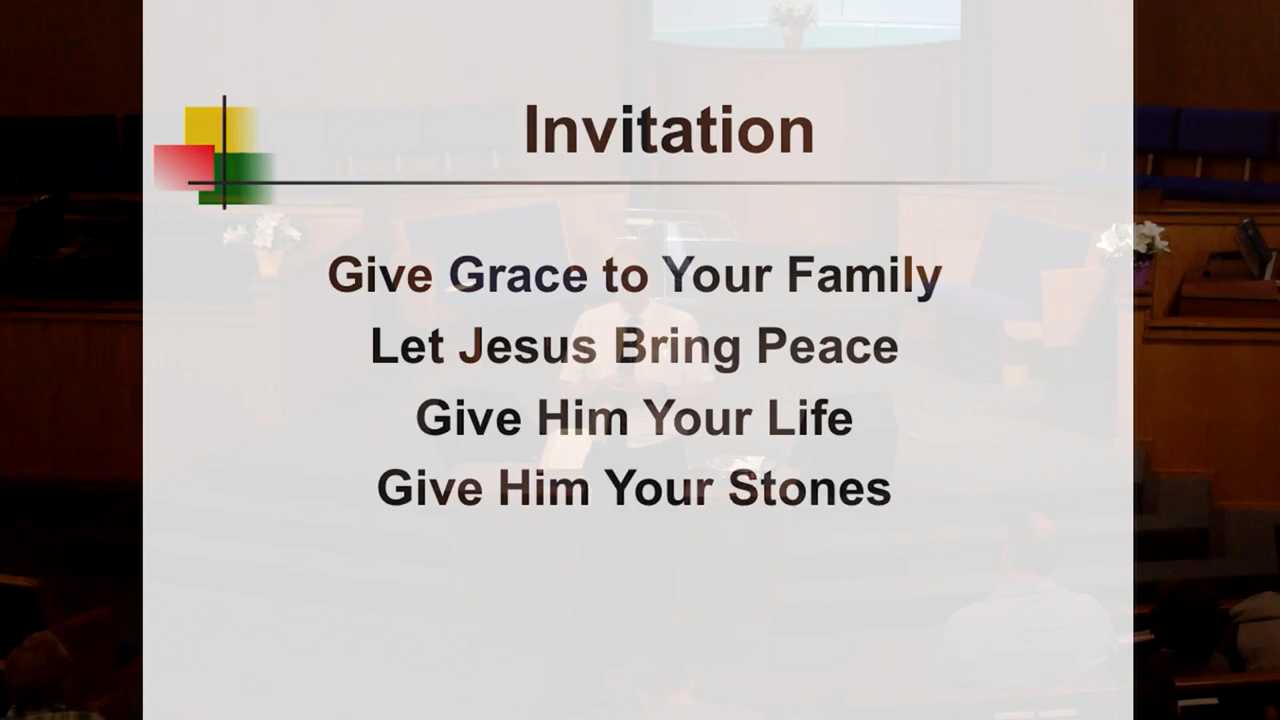 Invitation
Give Grace to Your Family
Let Jesus Bring Peace
Give Him Your Life
Give Him Your Stones